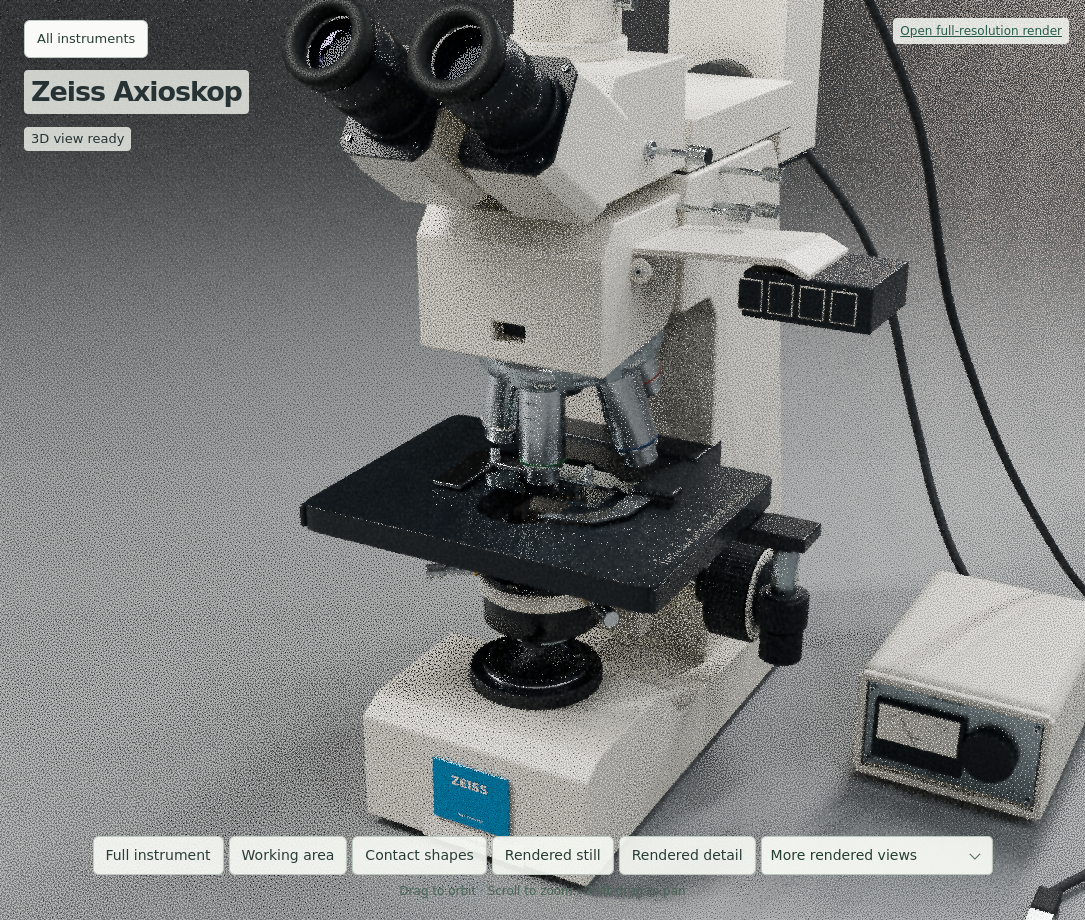 All instruments
Open full-resolution render
Zeiss Axioskop
3D view ready
ZEISS
Full instrument
Working area
Contact shapes
Rendered still
Rendered detail
More rendered views
Drag to orbit · Scroll to zoom
pan